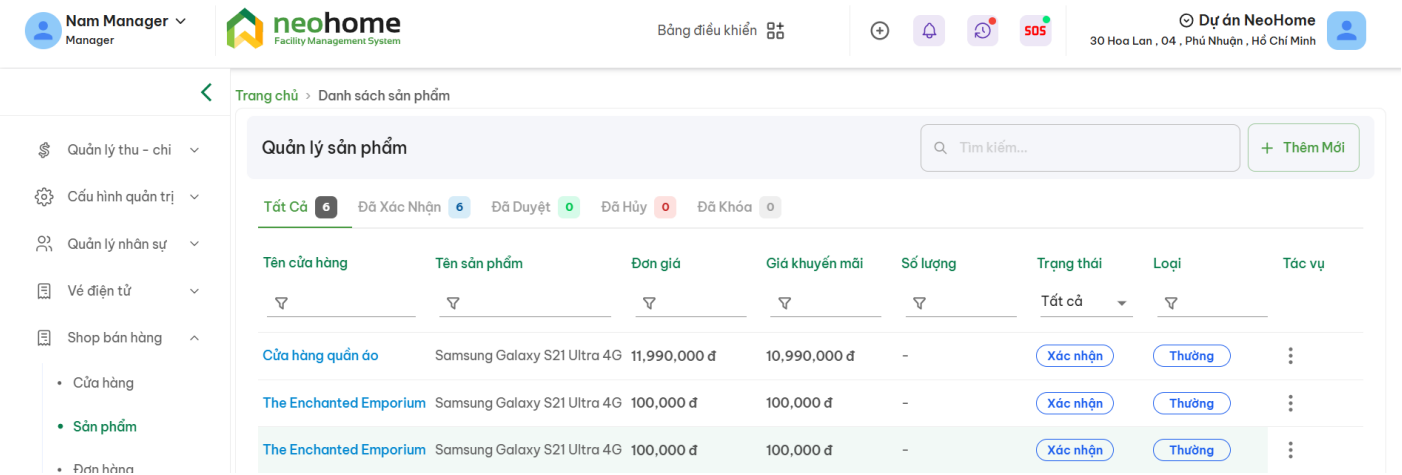 Nam Manager
Manager
neohome
Facility Management System
Bảng điều khiển
SOS
Dự án NeoHome
30 Hoa Lan , 04 , Phú Nhuận , Hồ Chí Minh
Trang chủ › Danh sách sản phẩm
Quản lý thu - chi
Cấu hình quản trị
Quản lý nhân sự
Vé điện tử
Shop bán hàng
• Cửa hàng
• Sản phẩm
• Đơn hàng
Quản lý sản phẩm
Tìm kiếm...
+ Thêm Mới
Tất Cả 6 Đã Xác Nhận 6 Đã Duyệt 0 Đã Hủy 0 Đã Khóa 0
Tên cửa hàng Tên sản phẩm Đơn giá Giá khuyến mãi Số lượng Trạng thái Loại Tác vụ
Tất cả
Cửa hàng quần áo Samsung Galaxy S21 Ultra 4G 11,990,000 đ 10,990,000 đ - Xác nhận Thường
The Enchanted Emporium Samsung Galaxy S21 Ultra 4G 100,000 đ 100,000 đ - Xác nhận Thường
The Enchanted Emporium Samsung Galaxy S21 Ultra 4G 100,000 đ 100,000 đ - Xác nhận Thường